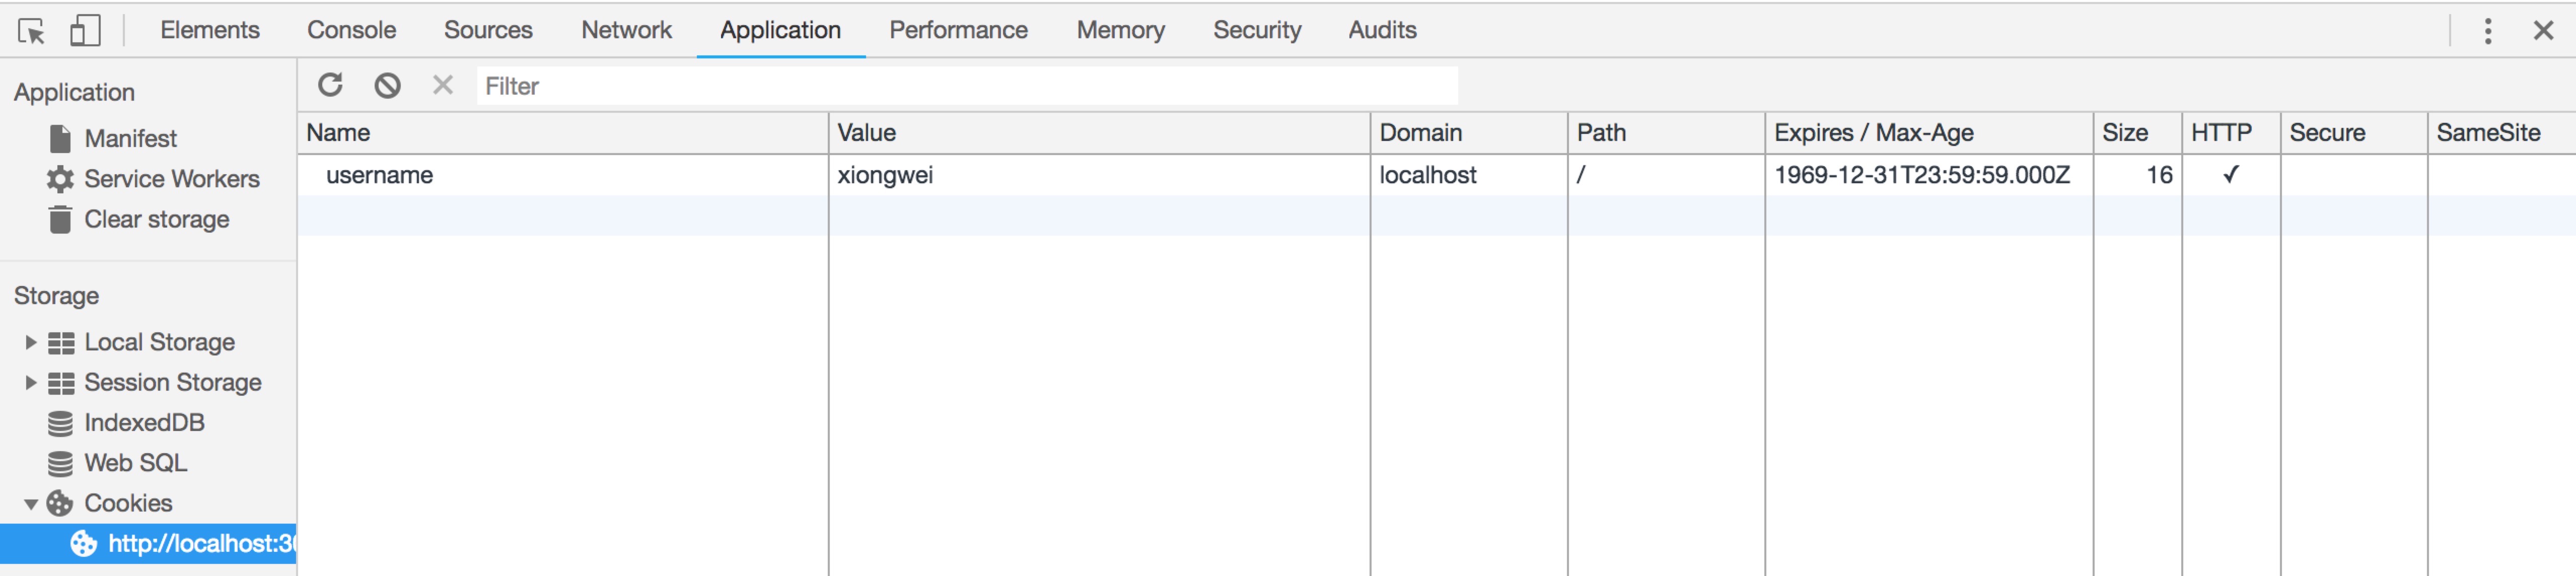 Elements Console Sources Network Application Performance Memory Security Audits
Application
Manifest
Service Workers
Clear storage
Storage
Local Storage
Session Storage
IndexedDB
Web SQL
Cookies
http://localhost:30
Filter
Name Value Domain Path Expires / Max-Age Size HTTP Secure SameSite
username xiongwei localhost / 1969-12-31T23:59:59.000Z 16 ✓